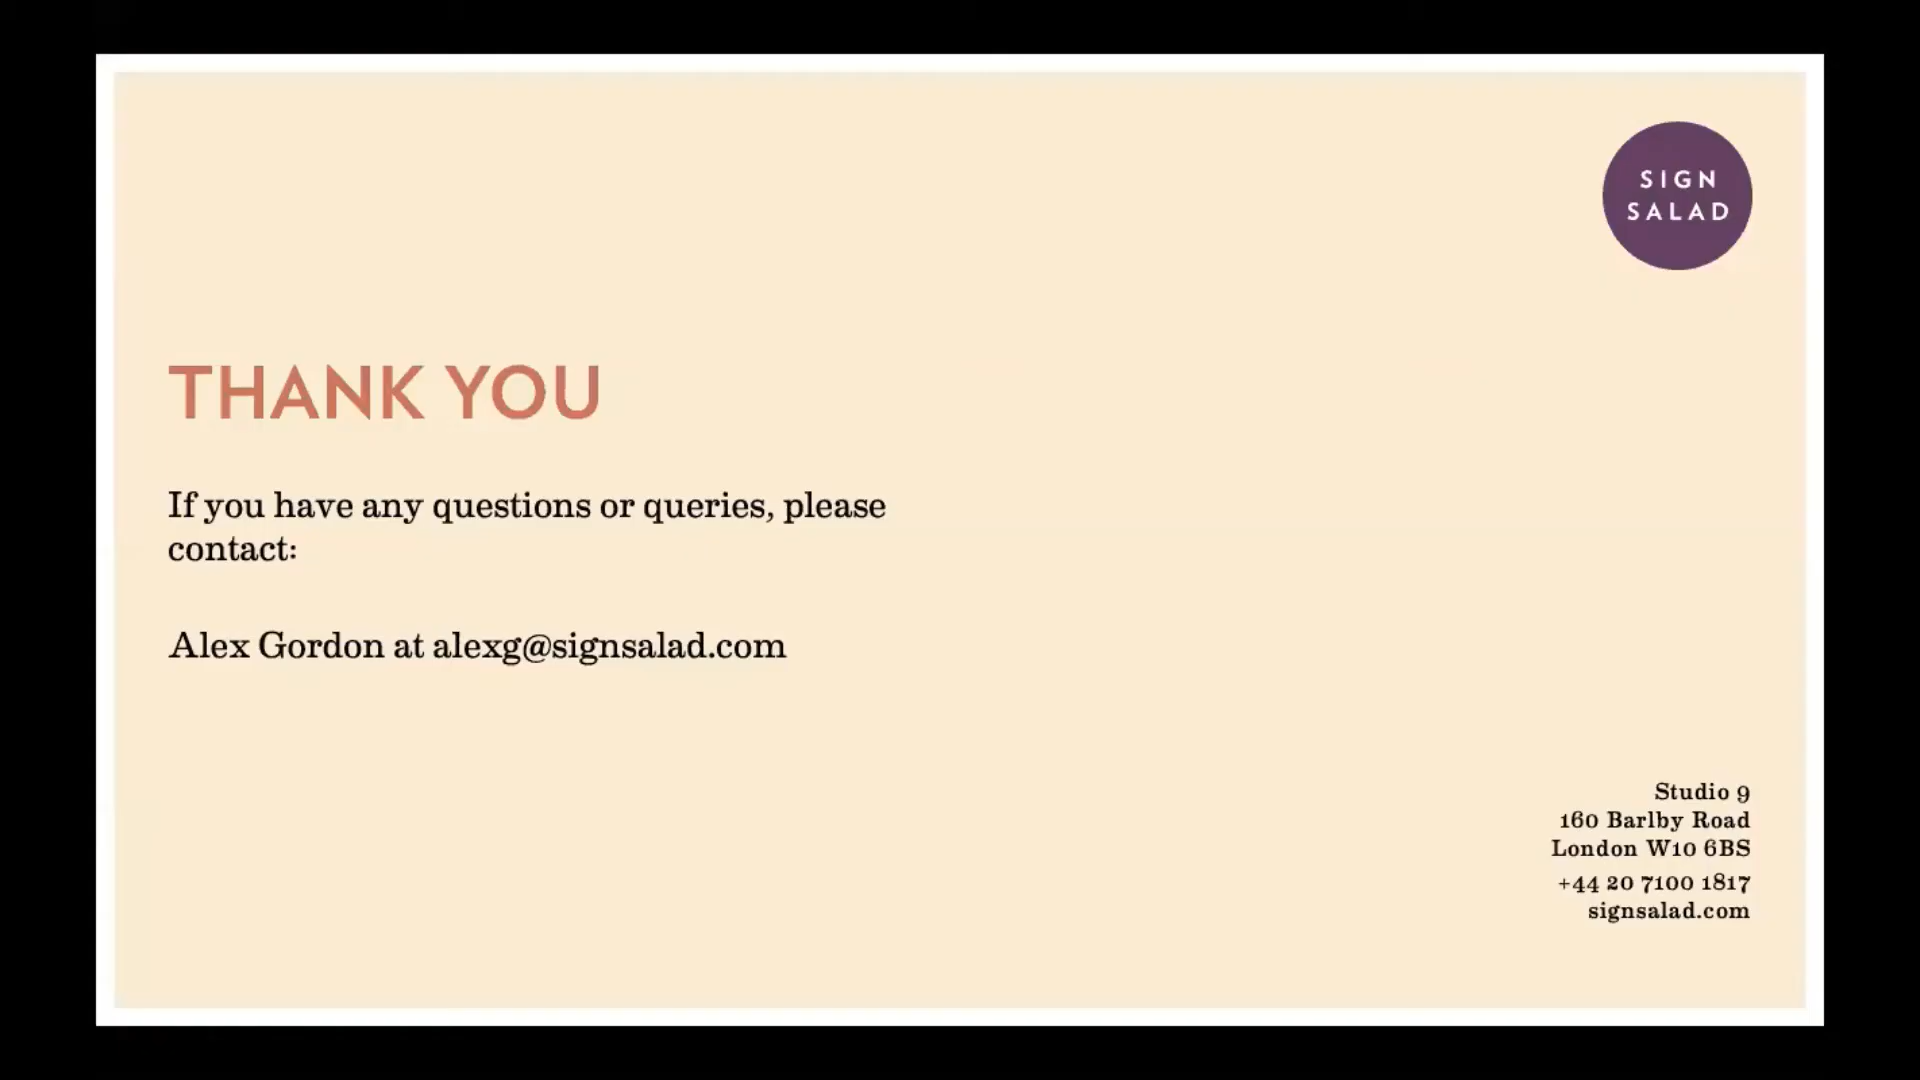 SIGN
SALAD
THANK YOU
If you have any questions or queries, please
contact:
Alex Gordon at alexg@signsalad.com
Studio 9
160 Barlby Road
London W10 6BS
+44 20 7100 1817
signsalad.com